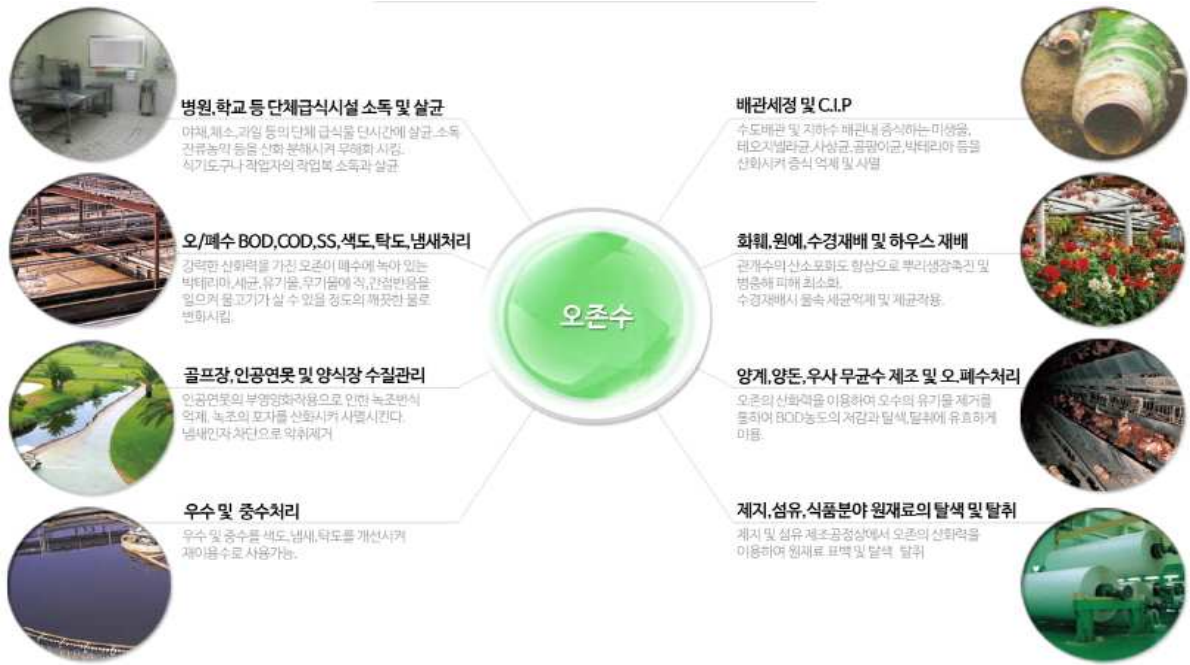 병원,학교 등 단체급식시설 소독 및 살균
야채,채소,과일 등의 단체 급식물 단시간에 살균.소독
잔류농약 등을 산화 분해시켜 무해화 시킴.
식기도구나 작업자의 작업복 소독과 살균
오/폐수 BOD,COD,SS,색도,탁도,냄새처리
강력한 산화력을 가진 오존이 폐수에 녹아 있는
박테리아,세균,유기물,무기물에 직,간접반응을
일으켜 물고기가 살 수 있을 정도의 깨끗한 물로
변화시킴.
골프장,인공연못 및 양식장 수질관리
인공연못의 부영양화작용으로 인한 녹조번식
억제, 녹조의 포자를 산화시켜 사멸시킨다.
냄새인자 차단으로 악취제거
우수 및 중수처리
우수 및 중수를 색도,냄새,탁도를 개선시켜
재이용수로 사용가능.
오존수
배관세정 및 C.I.P
수도배관 및 지하수 배관내 증식하는 미생물,
테오지벨라균,사상균,곰팡이균,박테리아 등을
산화시켜 증식 억제 및 사멸
화훼,원예,수경재배 및 하우스 재배
관개수의 산소포화도 향상으로 뿌리생장촉진 및
병충해 피해 최소화.
수경재배시 물속 세균억제 및 제균작용.
양계,양돈,우사 무균수 제조 및 오.폐수처리
오존의 산화력을 이용하여 오수의 유기물 제거를
통하여 BOD농도의 저감과 탈색,탈취에 유효하게
이용.
제지,섬유,식품분야 원재료의 탈색 및 탈취
제지 및 섬유 제조공정상에서 오존의 산화력을
이용하여 원재료 표백 및 탈색 탈취